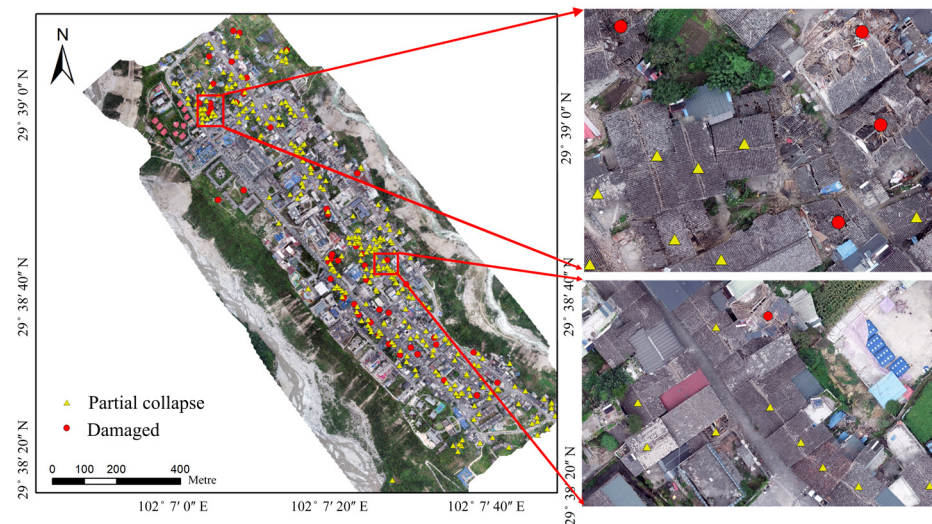 N
29° 39′ 0″ N
29° 38′ 40″ N
29° 38′ 20″ N
Partial collapse
Damaged
0 100 200 400
Metre
102 ° 7′ 0″ E
102 ° 7′ 20″ E
102 ° 7′ 40″ E
29° 39′ 0″ N
29° 38′ 40″ N
29° 38′ 20″ N